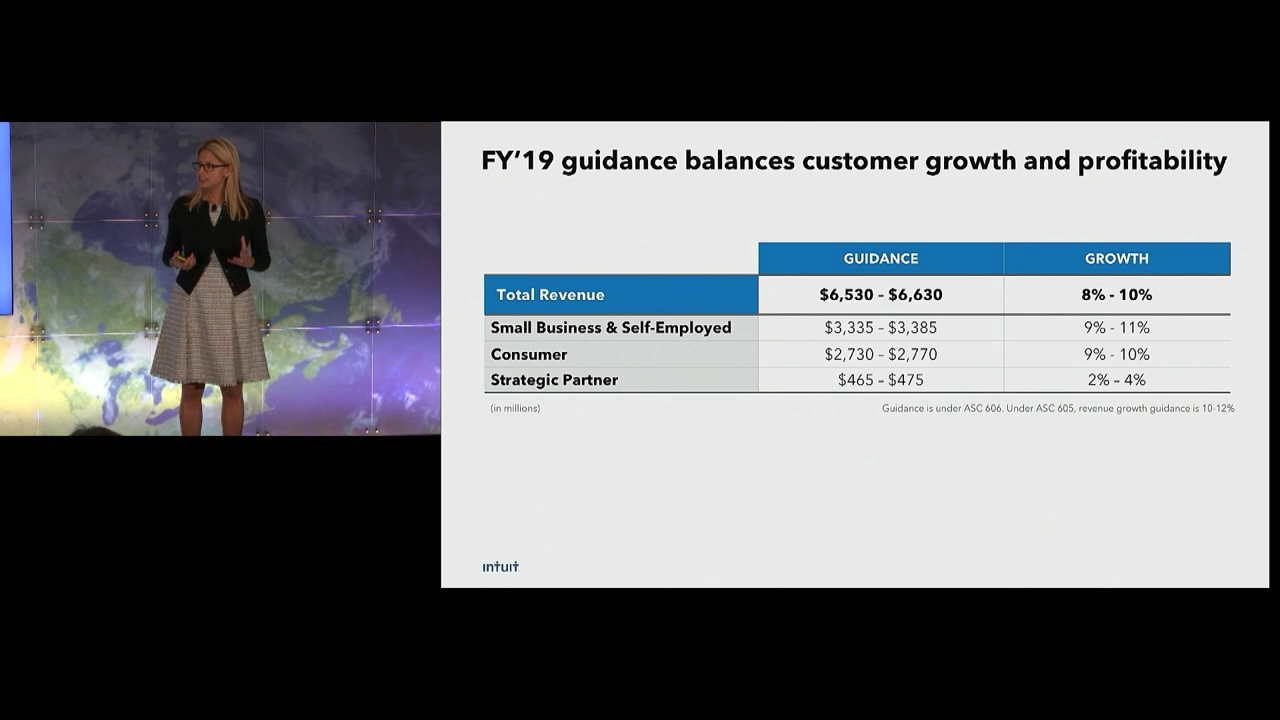 FY’19 guidance balances customer growth and profitability
GUIDANCE GROWTH
Total Revenue $6,530 – $6,630 8% - 10%
Small Business & Self-Employed $3,335 – $3,385 9% - 11%
Consumer $2,730 – $2,770 9% - 10%
Strategic Partner $465 – $475 2% – 4%
(in millions) Guidance is under ASC 606. Under ASC 605, revenue growth guidance is 10-12%
intuit